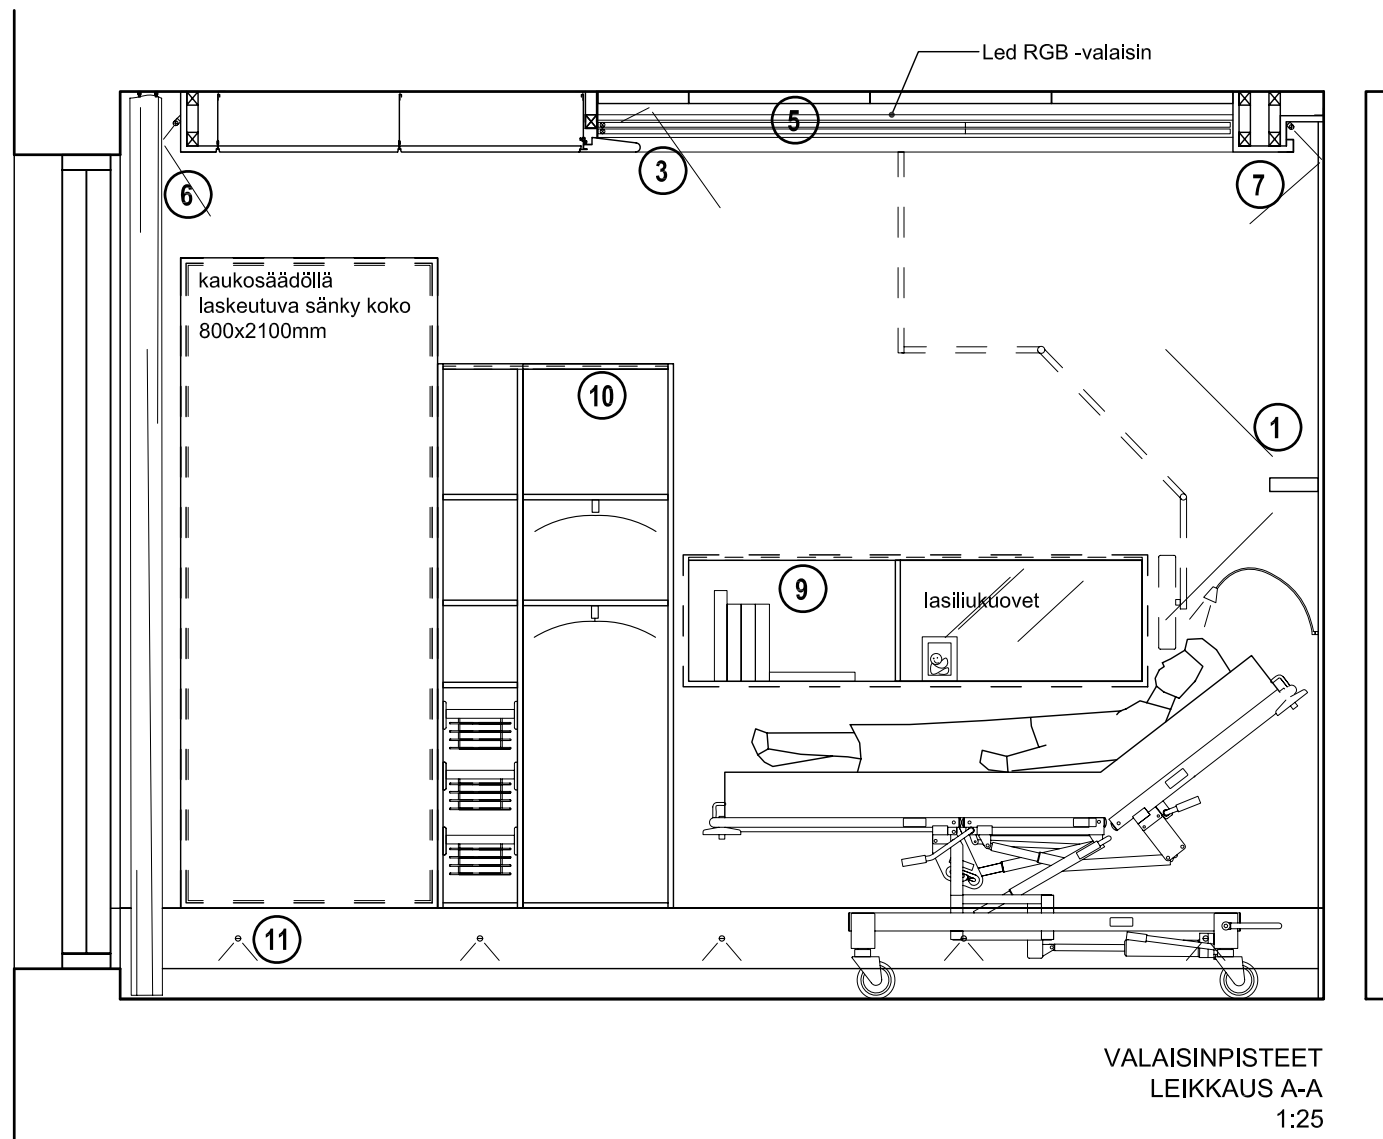 Led RGB -valaisin
5
3
6
7
kaukosäädöllä
laskeutuva sänky koko
800x2100mm
10
1
9
lasiliukuovet
11
VALAISINPISTEET
LEIKKAUS A-A
1:25